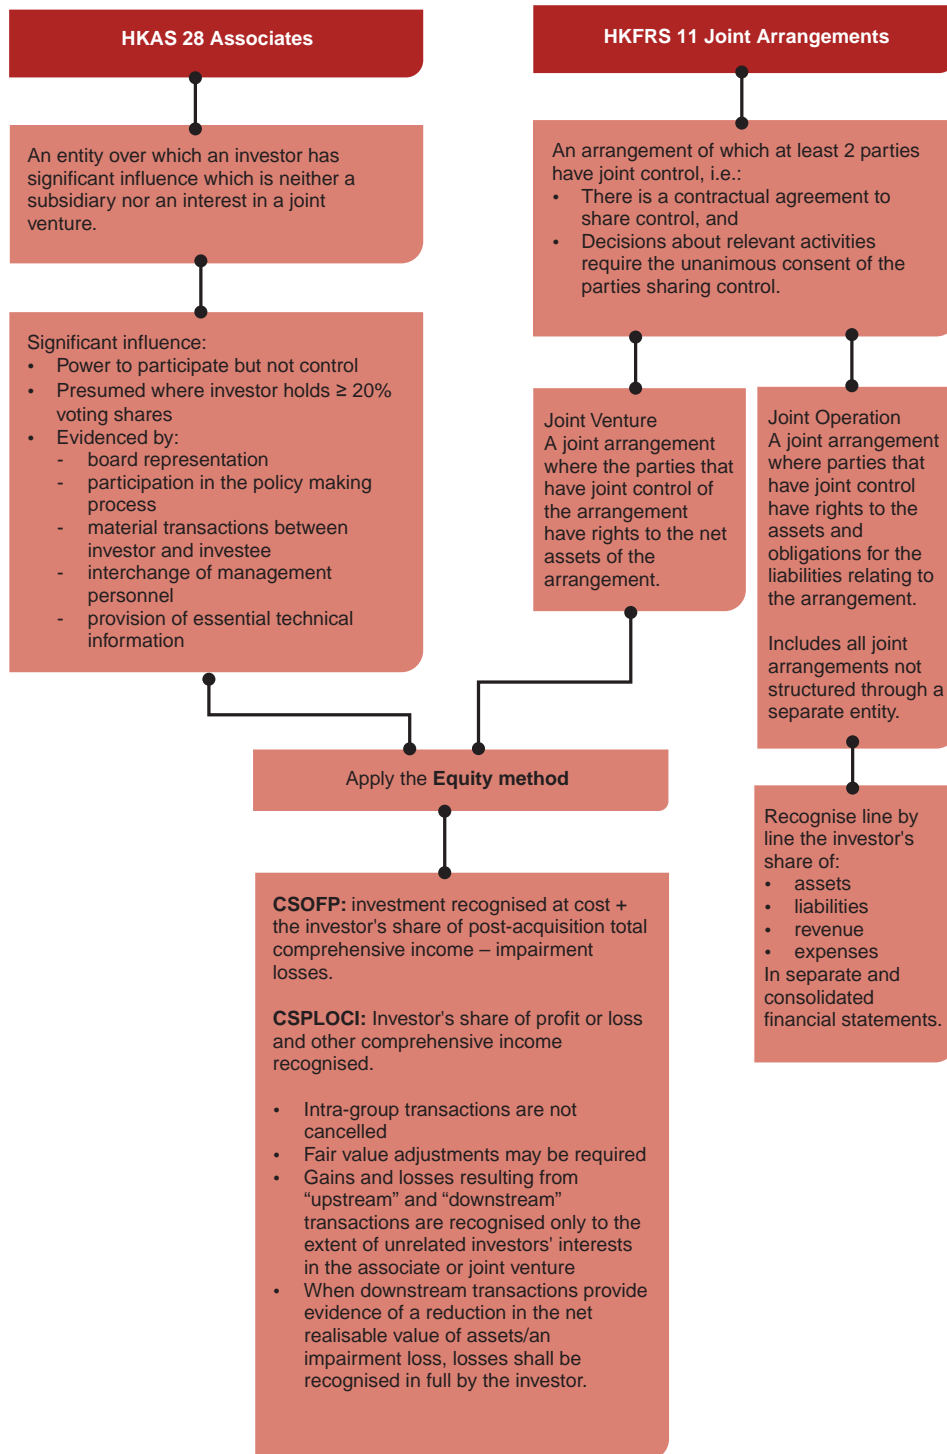 HKAS 28 Associates
An entity over which an investor has
significant influence which is neither a
subsidiary nor an interest in a joint
venture.
Significant influence:
• Power to participate but not control
• Presumed where investor holds ≥ 20%
voting shares
• Evidenced by:
- board representation
- participation in the policy making
process
- material transactions between
investor and investee
- interchange of management
personnel
- provision of essential technical
information
HKFRS 11 Joint Arrangements
An arrangement of which at least 2 parties
have joint control, i.e.:
• There is a contractual agreement to
share control, and
• Decisions about relevant activities
require the unanimous consent of the
parties sharing control.
Joint Venture
A joint arrangement
where the parties that
have joint control of
the arrangement
have rights to the net
assets of the
arrangement.
Joint Operation
A joint arrangement
where parties that
have joint control
have rights to the
assets and
obligations for the
liabilities relating to
the arrangement.
Includes all joint
arrangements not
structured through a
separate entity.
Apply the Equity method
CSOFP: investment recognised at cost +
the investor's share of post-acquisition total
comprehensive income – impairment
losses.
CSPLOCI: Investor's share of profit or loss
and other comprehensive income
recognised.
• Intra-group transactions are not
cancelled
• Fair value adjustments may be required
• Gains and losses resulting from
“upstream” and “downstream”
transactions are recognised only to the
extent of unrelated investors' interests
in the associate or joint venture
• When downstream transactions provide
evidence of a reduction in the net
realisable value of assets/an
impairment loss, losses shall be
recognised in full by the investor.
Recognise line by
line the investor's
share of:
• assets
• liabilities
• revenue
• expenses
In separate and
consolidated
financial statements.